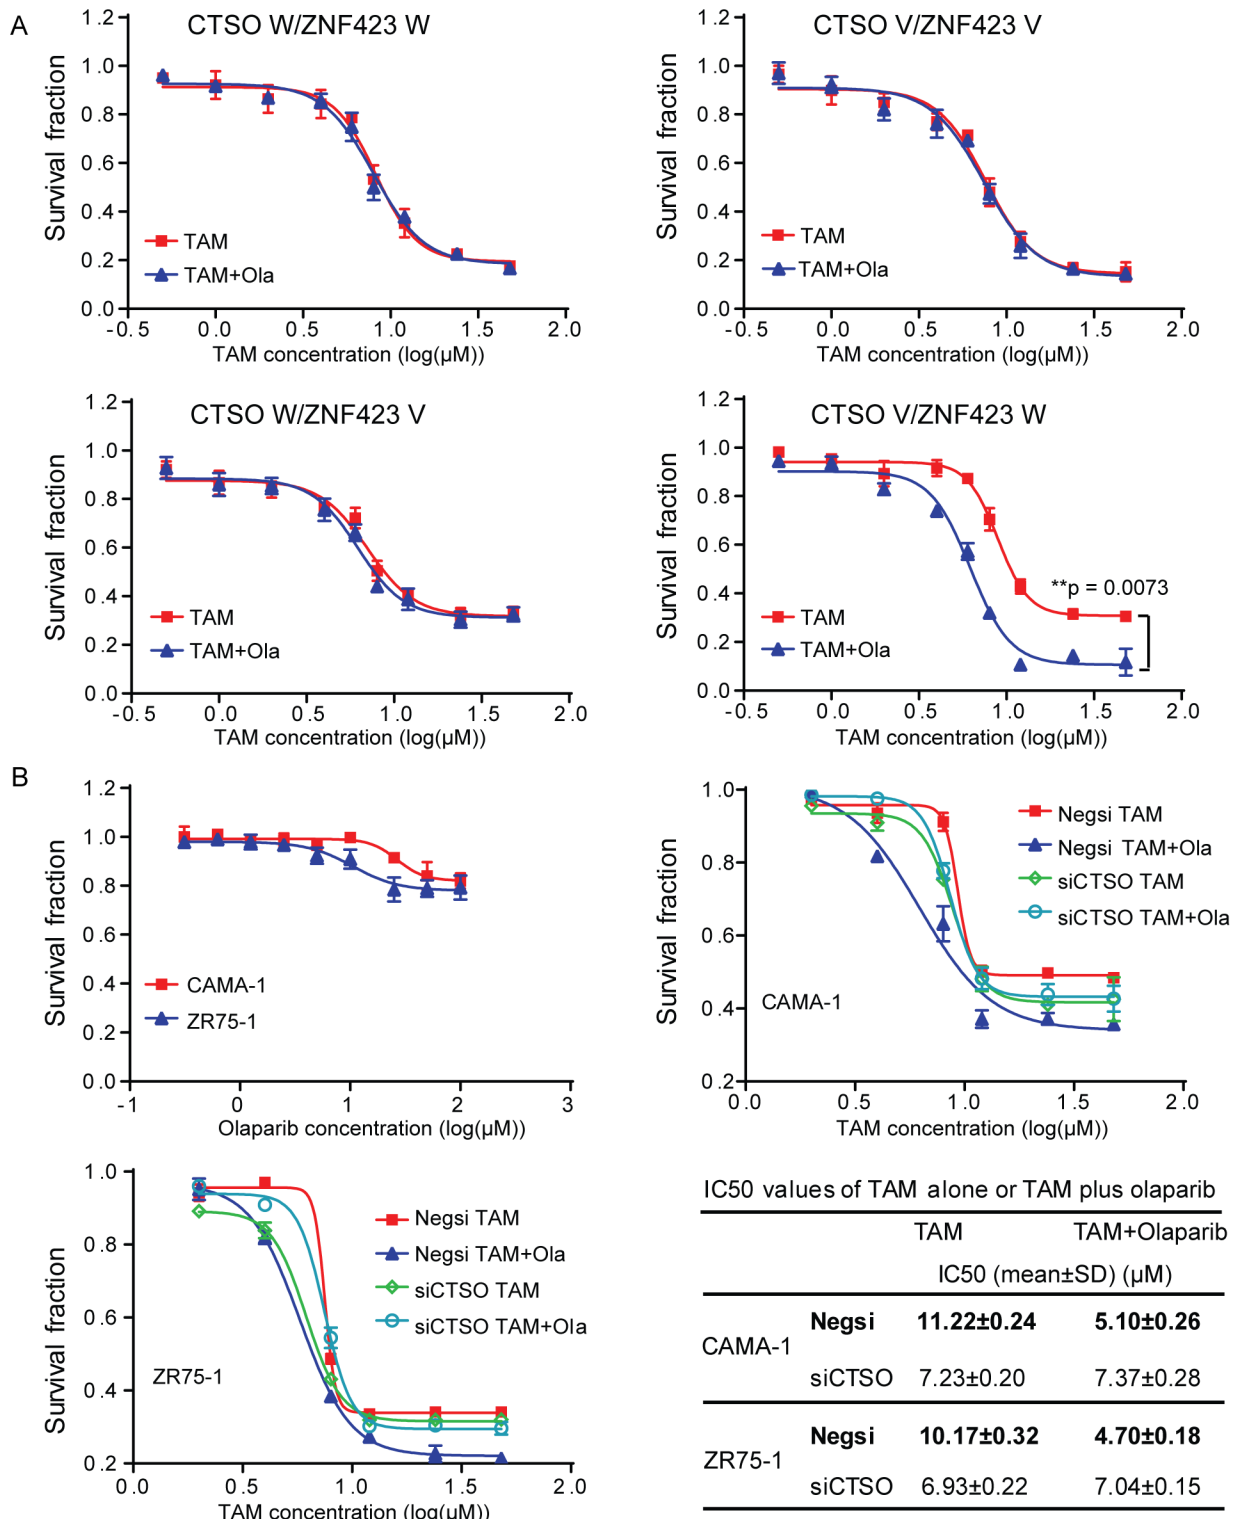 A
CTSO W/ZNF423 W
1.2
1.0
0.8
0.6
0.4
0.2
0.0
Survival fraction
TAM
TAM+Ola
-0.5 0.0 0.5 1.0 1.5 2.0
TAM concentration (log(μM))
CTSO V/ZNF423 V
1.2
1.0
0.8
0.6
0.4
0.2
0.0
Survival fraction
TAM
TAM+Ola
-0.5 0.0 0.5 1.0 1.5 2.0
TAM concentration (log(μM))
CTSO W/ZNF423 V
1.2
1.0
0.8
0.6
0.4
0.2
0.0
Survival fraction
TAM
TAM+Ola
-0.5 0.0 0.5 1.0 1.5 2.0
TAM concentration (log(μM))
CTSO V/ZNF423 W
1.2
1.0
0.8
0.6
0.4
0.2
0.0
Survival fraction
**p = 0.0073
TAM
TAM+Ola
-0.5 0.0 0.5 1.0 1.5 2.0
TAM concentration (log(μM))
B
1.2
1.0
0.8
0.6
0.4
0.2
0.0
Survival fraction
CAMA-1
ZR75-1
-1 0 1 2 3
Olaparib concentration (log(μM))
1.0
0.8
0.6
0.4
0.2
Survival fraction
Negsi TAM
Negsi TAM+Ola
siCTSO TAM
siCTSO TAM+Ola
CAMA-1
0.0 0.5 1.0 1.5 2.0
TAM concentration (log(μM))
1.0
0.8
0.6
0.4
0.2
Survival fraction
Negsi TAM
Negsi TAM+Ola
siCTSO TAM
siCTSO TAM+Ola
ZR75-1
0.0 0.5 1.0 1.5 2.0
TAM concentration (log(μM))
IC50 values of TAM alone or TAM plus olaparib
TAM TAM+Olaparib
IC50 (mean±SD) (μM)
CAMA-1
Negsi 11.22±0.24 5.10±0.26
siCTSO 7.23±0.20 7.37±0.28
ZR75-1
Negsi 10.17±0.32 4.70±0.18
siCTSO 6.93±0.22 7.04±0.15